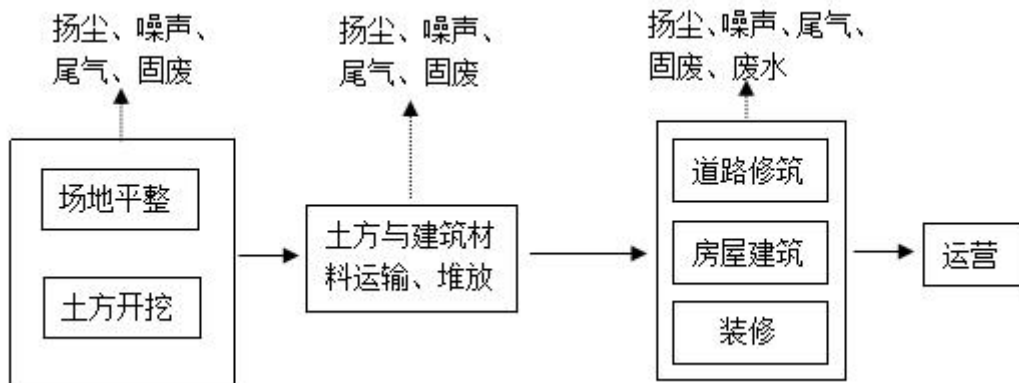 扬尘、噪声、
尾气、固废
扬尘、噪声、
尾气、固废
扬尘、噪声、尾气、
固废、废水
场地平整
土方开挖
土方与建筑材
料运输、堆放
道路修筑
房屋建筑
装修
运营